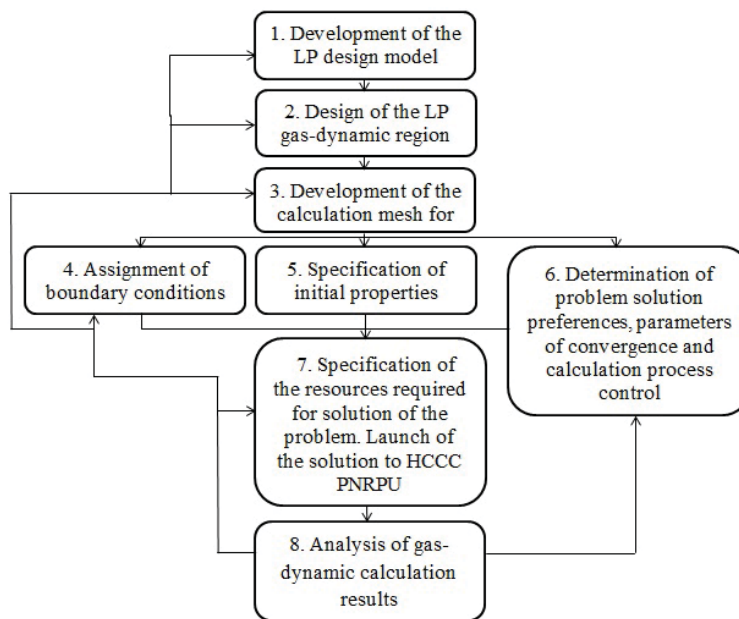 1. Development of the
LP design model
2. Design of the LP
gas-dynamic region
3. Development of the
calculation mesh for
4. Assignment of
boundary conditions
5. Specification of
initial properties
6. Determination of
problem solution
preferences, parameters
of convergence and
calculation process
control
7. Specification of
the resources required
for solution of the
problem. Launch of
the solution to HCCC
PNRPU
8. Analysis of gas-
dynamic calculation
results